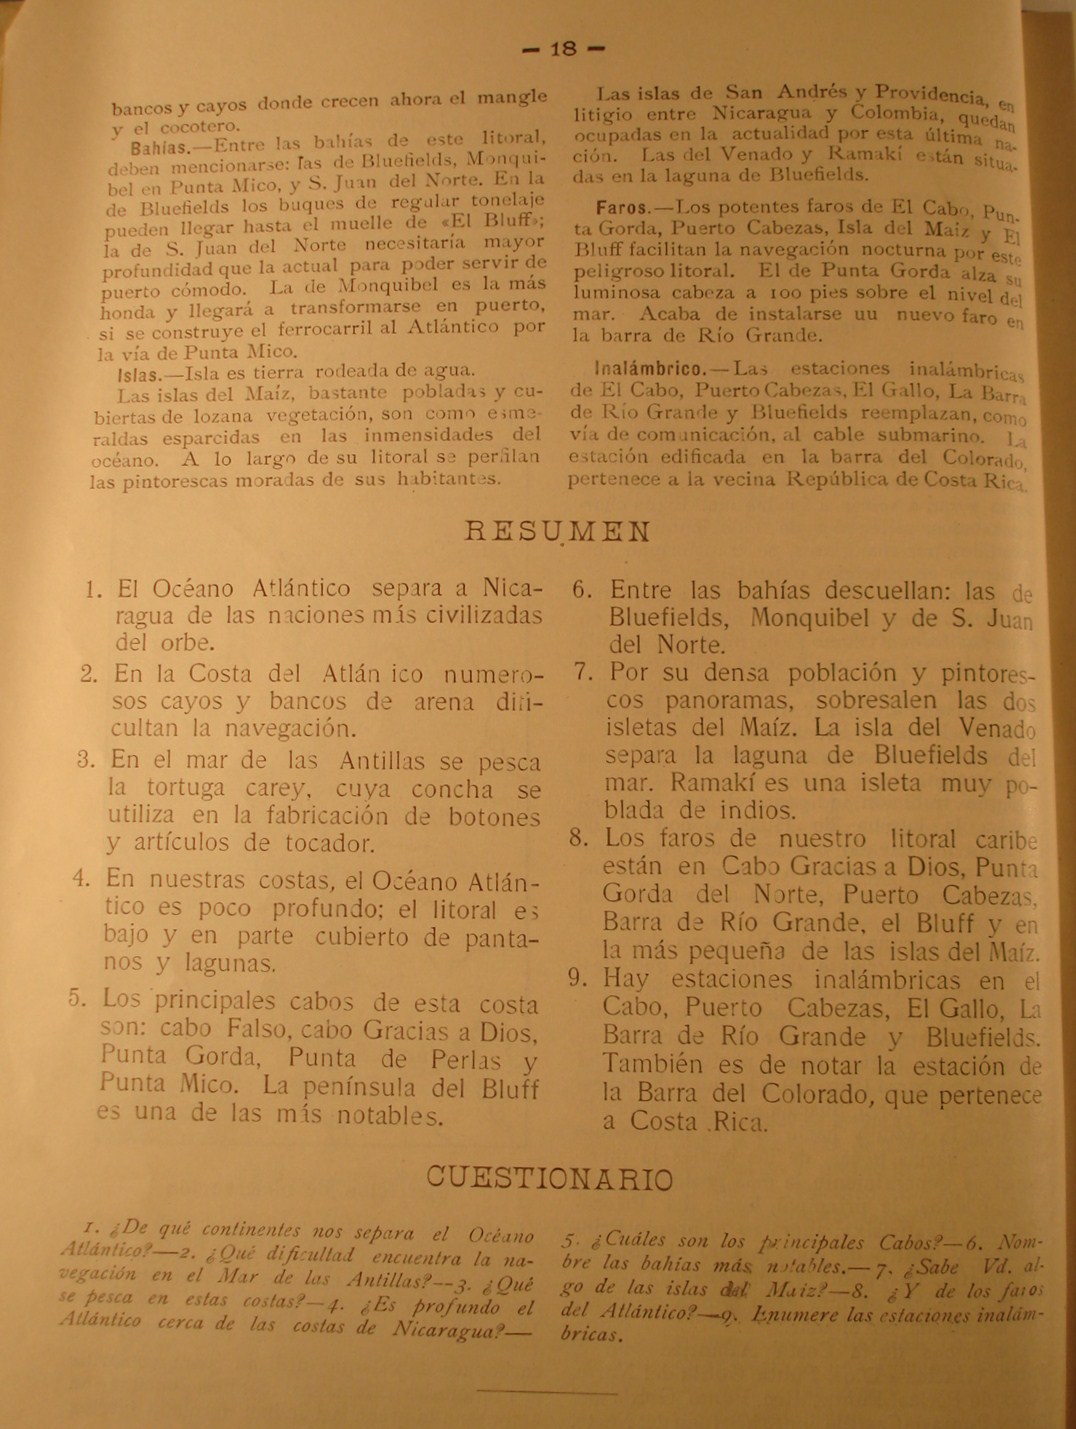 — 18 —
bancos y cayos donde crecen ahora el mangle
y el cocotero.
Bahías.—Entre las bahías de este litoral,
deben mencionarse: las de Bluefields, Monqui-
bel en Punta Mico, y S. Juan del Norte. En la
de Bluefields los buques de regular tonelaje
pueden llegar hasta el muelle de «El Bluff»;
la de S. Juan del Norte necesitaría mayor
profundidad que la actual para poder servir de
puerto cómodo. La de Monquibel es la más
honda y llegará a transformarse en puerto,
si se construye el ferrocarril al Atlántico por
la vía de Punta Mico.
Islas.—Isla es tierra rodeada de agua.
Las islas del Maíz, bastante pobladas y cu-
biertas de lozana vegetación, son como esme-
raldas esparcidas en las inmensidades del
océano. A lo largo de su litoral se perfilan
las pintorescas moradas de sus habitantes.
Las islas de San Andrés y Providencia, en
litigio entre Nicaragua y Colombia, quedan
ocupadas en la actualidad por esta última na-
ción. Las del Venado y Ramakí están situa-
das en la laguna de Bluefields.
Faros.—Los potentes faros de El Cabo, Pun-
ta Gorda, Puerto Cabezas, Isla del Maiz y El
Bluff facilitan la navegación nocturna por este
peligroso litoral. El de Punta Gorda alza su
luminosa cabeza a 100 pies sobre el nivel del
mar. Acaba de instalarse uu nuevo faro en
la barra de Río Grande.
Inalámbrico.—Las estaciones inalámbricas
de El Cabo, Puerto Cabezas, El Gallo, La Barra
de Río Grande y Bluefields reemplazan, como
vía de comunicación, al cable submarino. La
estación edificada en la barra del Colorado,
pertenece a la vecina República de Costa Rica.
RESUMEN
1. El Océano Atlántico separa a Nica-
ragua de las naciones más civilizadas
del orbe.
2. En la Costa del Atlán ico numero-
sos cayos y bancos de arena difi-
cultan la navegación.
3. En el mar de las Antillas se pesca
la tortuga carey, cuya concha se
utiliza en la fabricación de botones
y artículos de tocador.
4. En nuestras costas, el Océano Atlán-
tico es poco profundo; el litoral es
bajo y en parte cubierto de panta-
nos y lagunas.
5. Los principales cabos de esta costa
son: cabo Falso, cabo Gracias a Dios,
Punta Gorda, Punta de Perlas y
Punta Mico. La península del Bluff
es una de las más notables.
6. Entre las bahías descuellan: las de
Bluefields, Monquibel y de S. Juan
del Norte.
7. Por su densa población y pintores-
cos panoramas, sobresalen las dos
isletas del Maíz. La isla del Venado
separa la laguna de Bluefields del
mar. Ramakí es una isleta muy po-
blada de indios.
8. Los faros de nuestro litoral caribe
están en Cabo Gracias a Dios, Punta
Gorda del Norte, Puerto Cabezas,
Barra de Río Grande, el Bluff y en
la más pequeña de las islas del Maíz.
9. Hay estaciones inalámbricas en el
Cabo, Puerto Cabezas, El Gallo, La
Barra de Río Grande y Bluefields.
También es de notar la estación de
la Barra del Colorado, que pertenece
a Costa Rica.
CUESTIONARIO
1. ¿De qué continentes nos separa el Océano
Atlántico?—2. ¿Qué dificultad encuentra la na-
vegación en el Mar de las Antillas?—3. ¿Qué
se pesca en estas costas?—4. ¿Es profundo el
Atlántico cerca de las costas de Nicaragua?—
5. ¿Cuáles son los principales Cabos?—6. Nom-
bre las bahías más notables.—7. ¿Sabe Vd. al-
go de las islas del Maiz?—8. ¿Y de los faros
del Atlántico?—9. Enumere las estaciones inalám-
bricas.